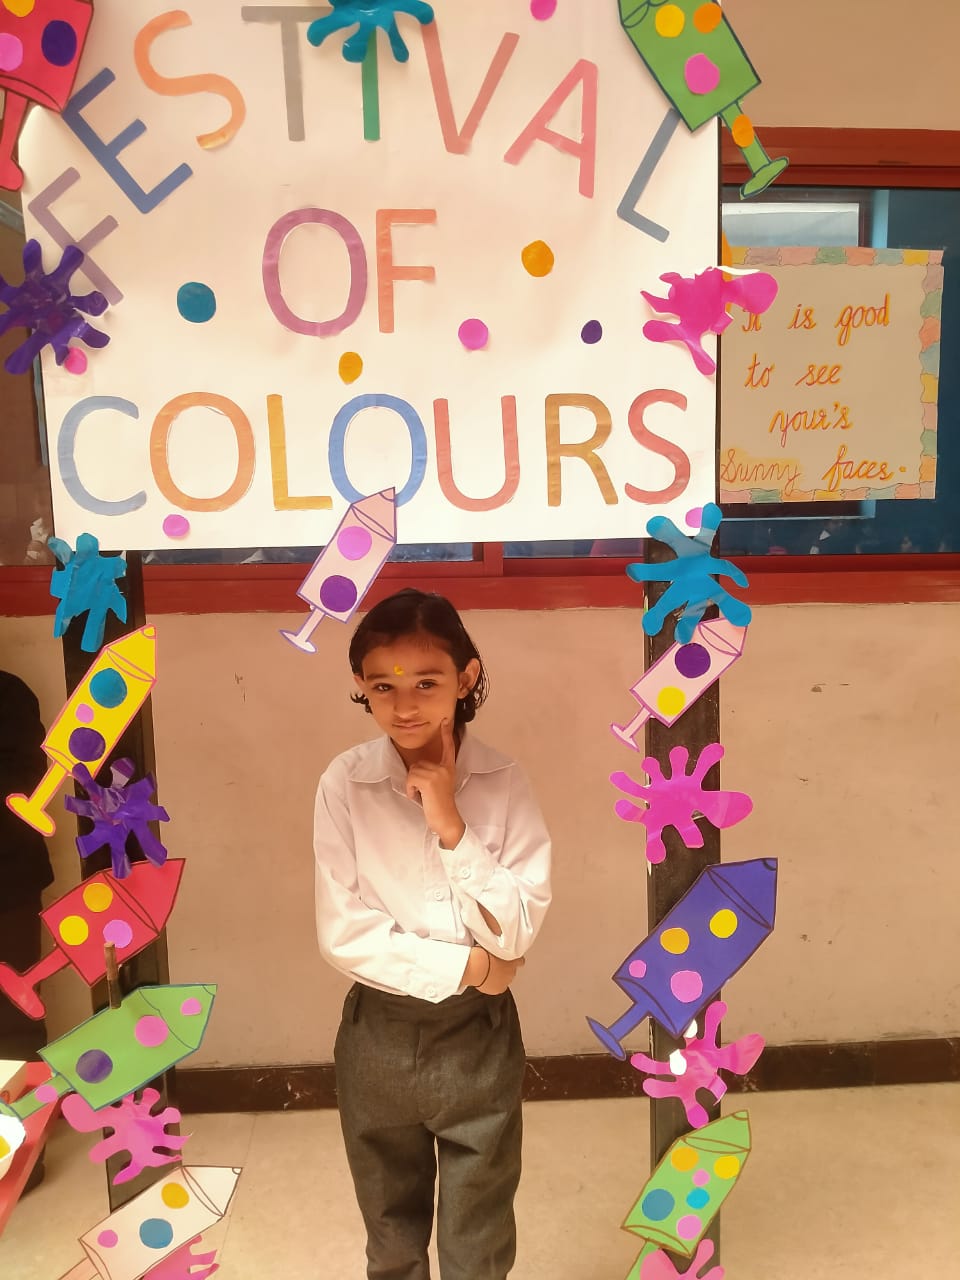 FESTIVAL
OF
COLOURS
It is good
to see
your's
Sunny faces.